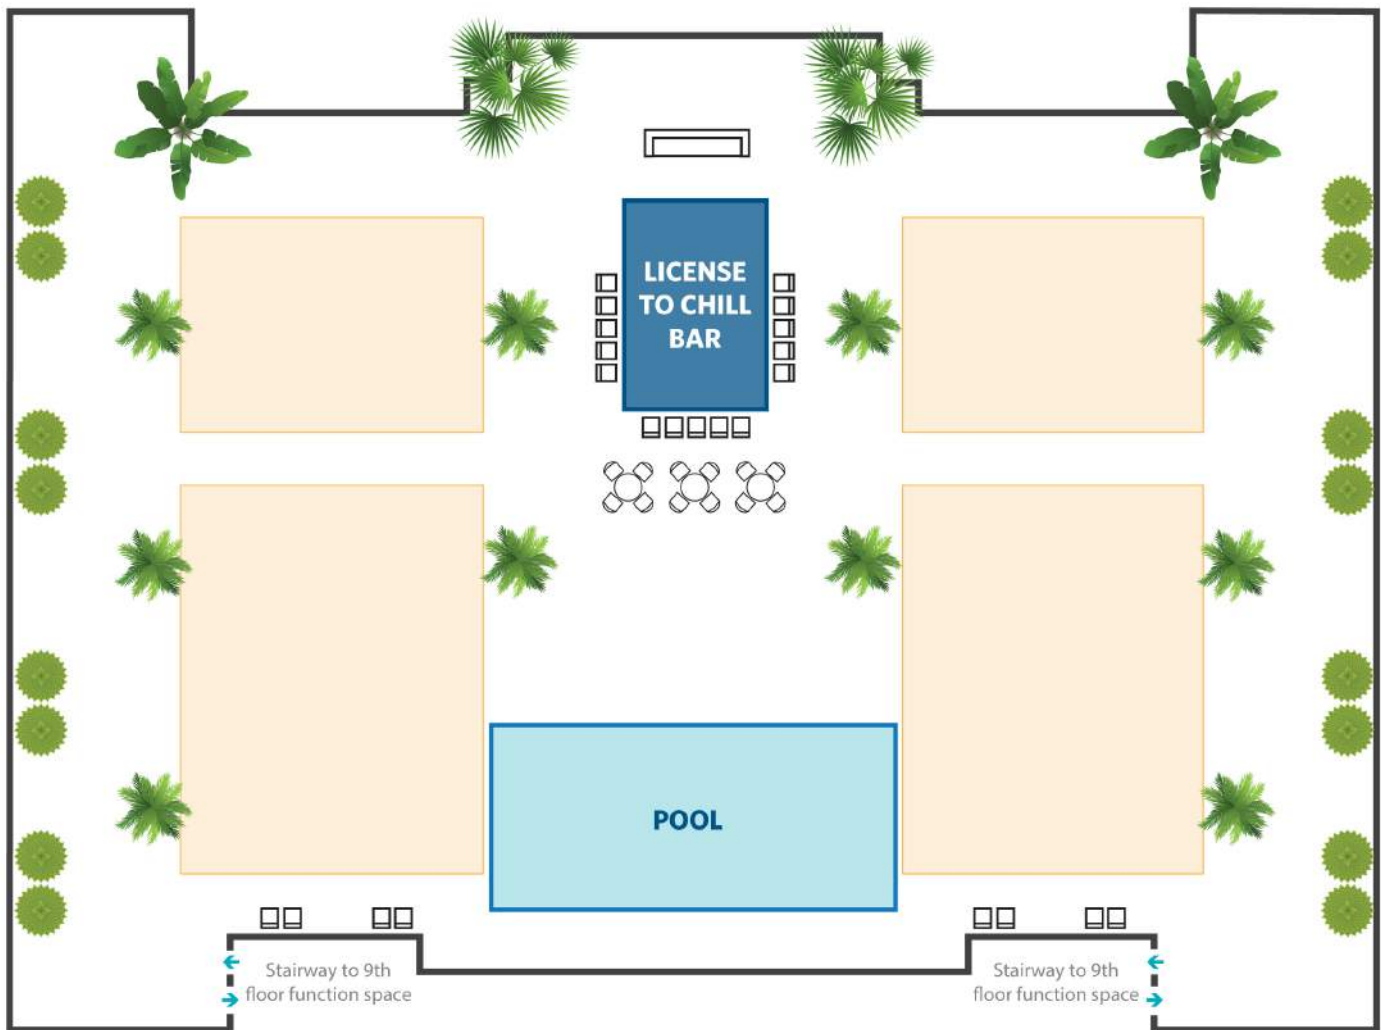 LICENSE
TO CHILL
BAR
POOL
Stairway to 9th
floor function space
Stairway to 9th
floor function space